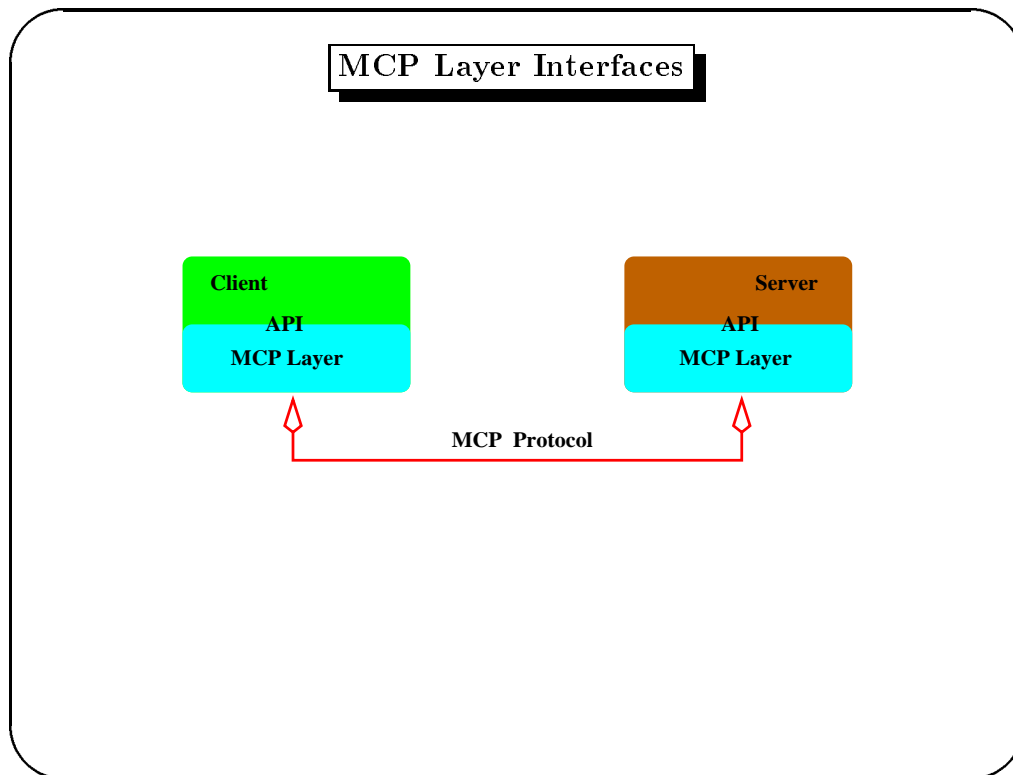 MCP Layer Interfaces
Client
API
MCP Layer
Server
API
MCP Layer
MCP Protocol